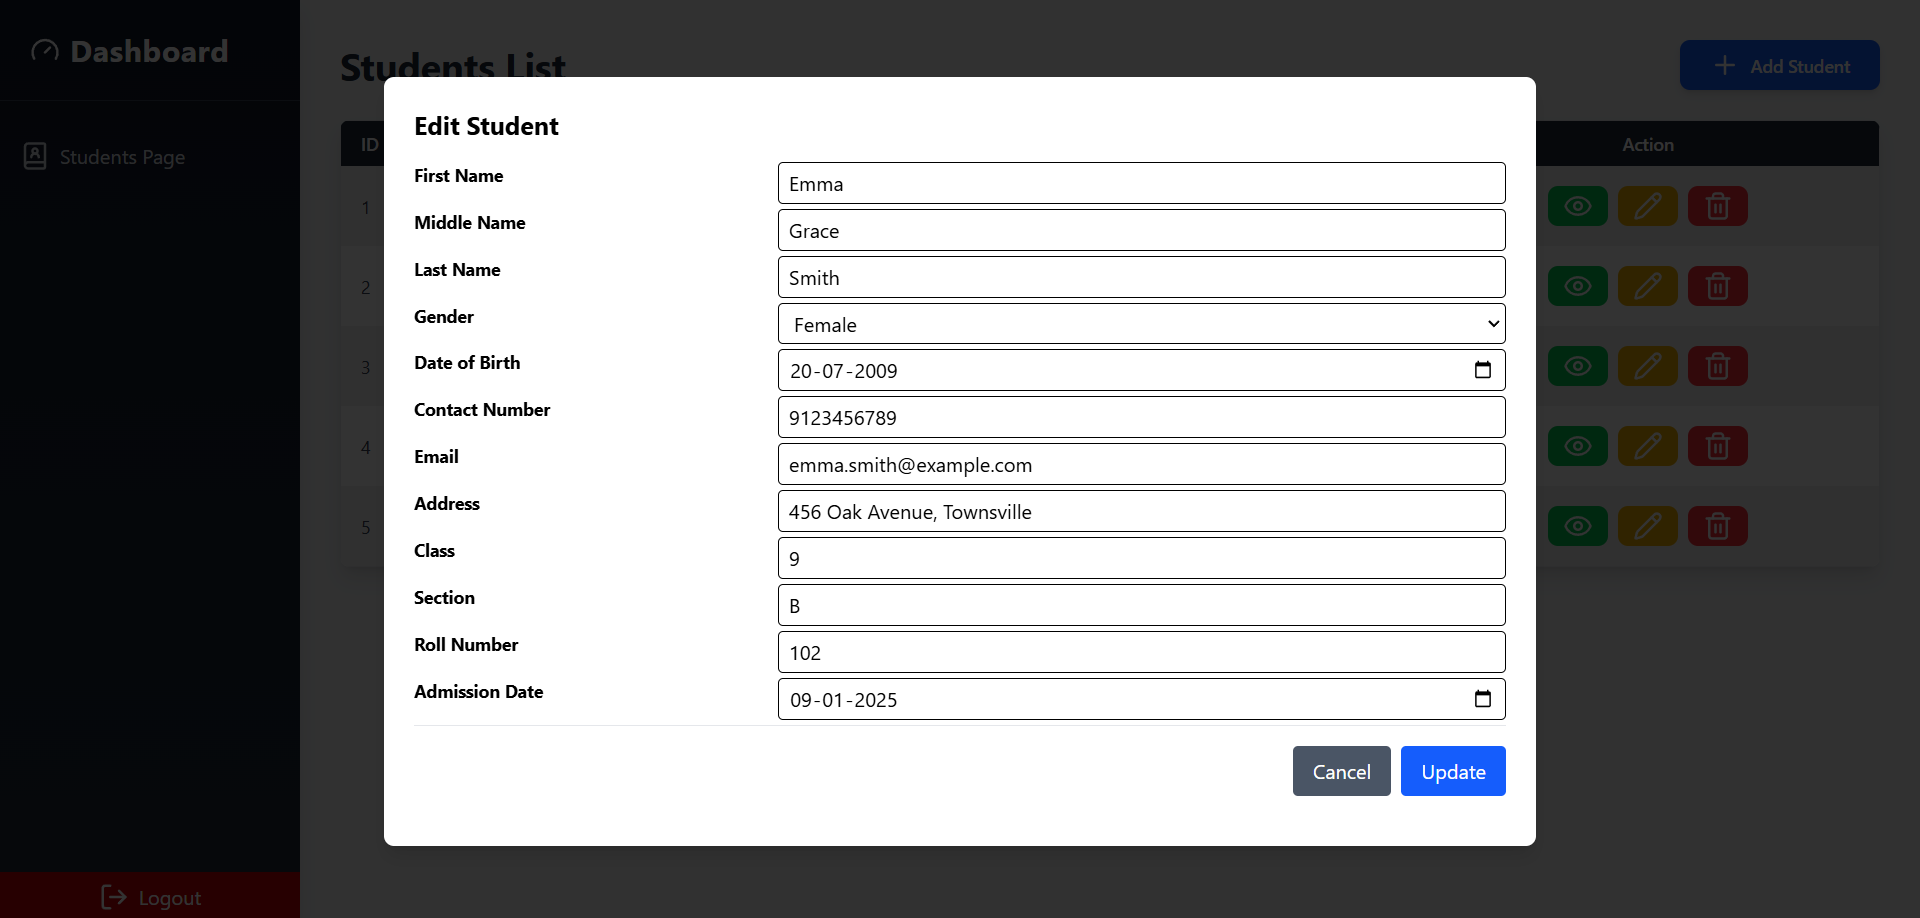 Dashboard
Students Page
Logout
Students List
Add Student
ID
Action
1
2
3
4
5
Edit Student
First Name
Emma
Middle Name
Grace
Last Name
Smith
Gender
Female
Date of Birth
20-07-2009
Contact Number
9123456789
Email
emma.smith@example.com
Address
456 Oak Avenue, Townsville
Class
9
Section
B
Roll Number
102
Admission Date
09-01-2025
Cancel
Update